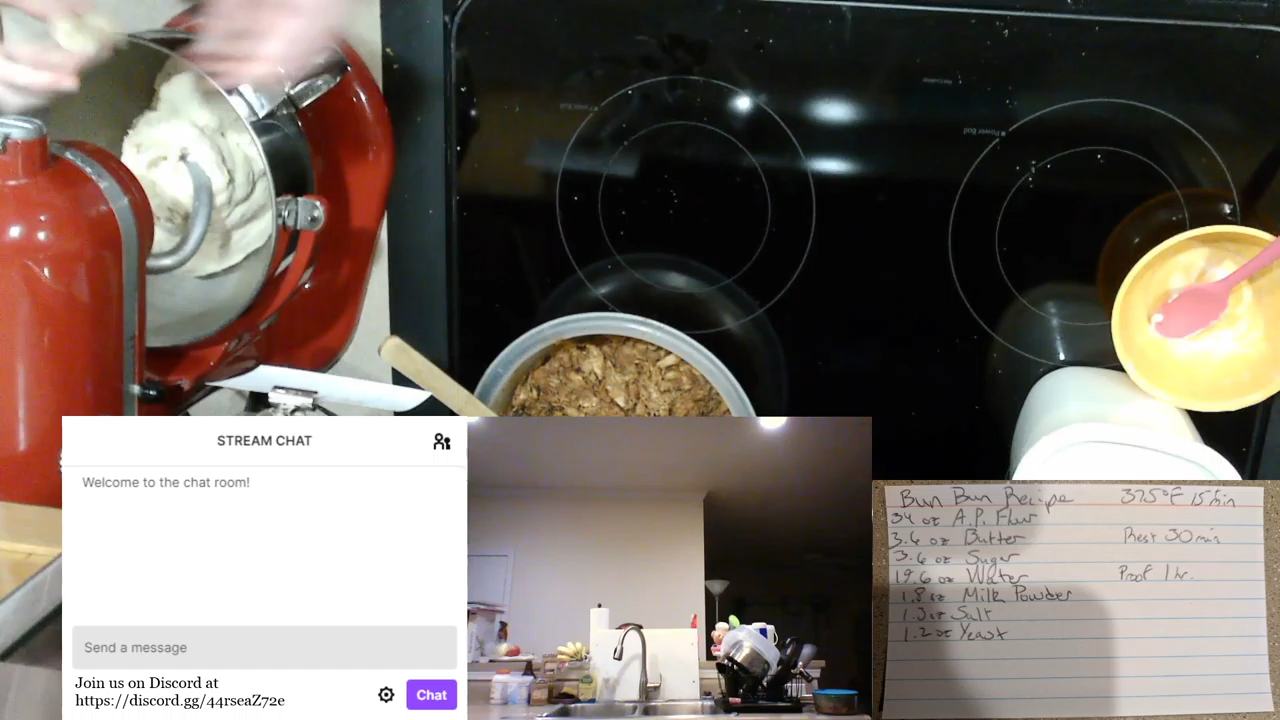 STREAM CHAT
Welcome to the chat room!
Send a message
Join us on Discord at
https://discord.gg/44rseaZ72e
Chat
Power Boil
Bun Bun Recipe 375°F 15 min
34 oz A.P. Flour
3.6 oz Butter Rest 30 min
3.6 oz Sugar
19.6 oz Water Proof 1 hr.
1.8 oz Milk Powder
oz Salt
1.2 oz Yeast